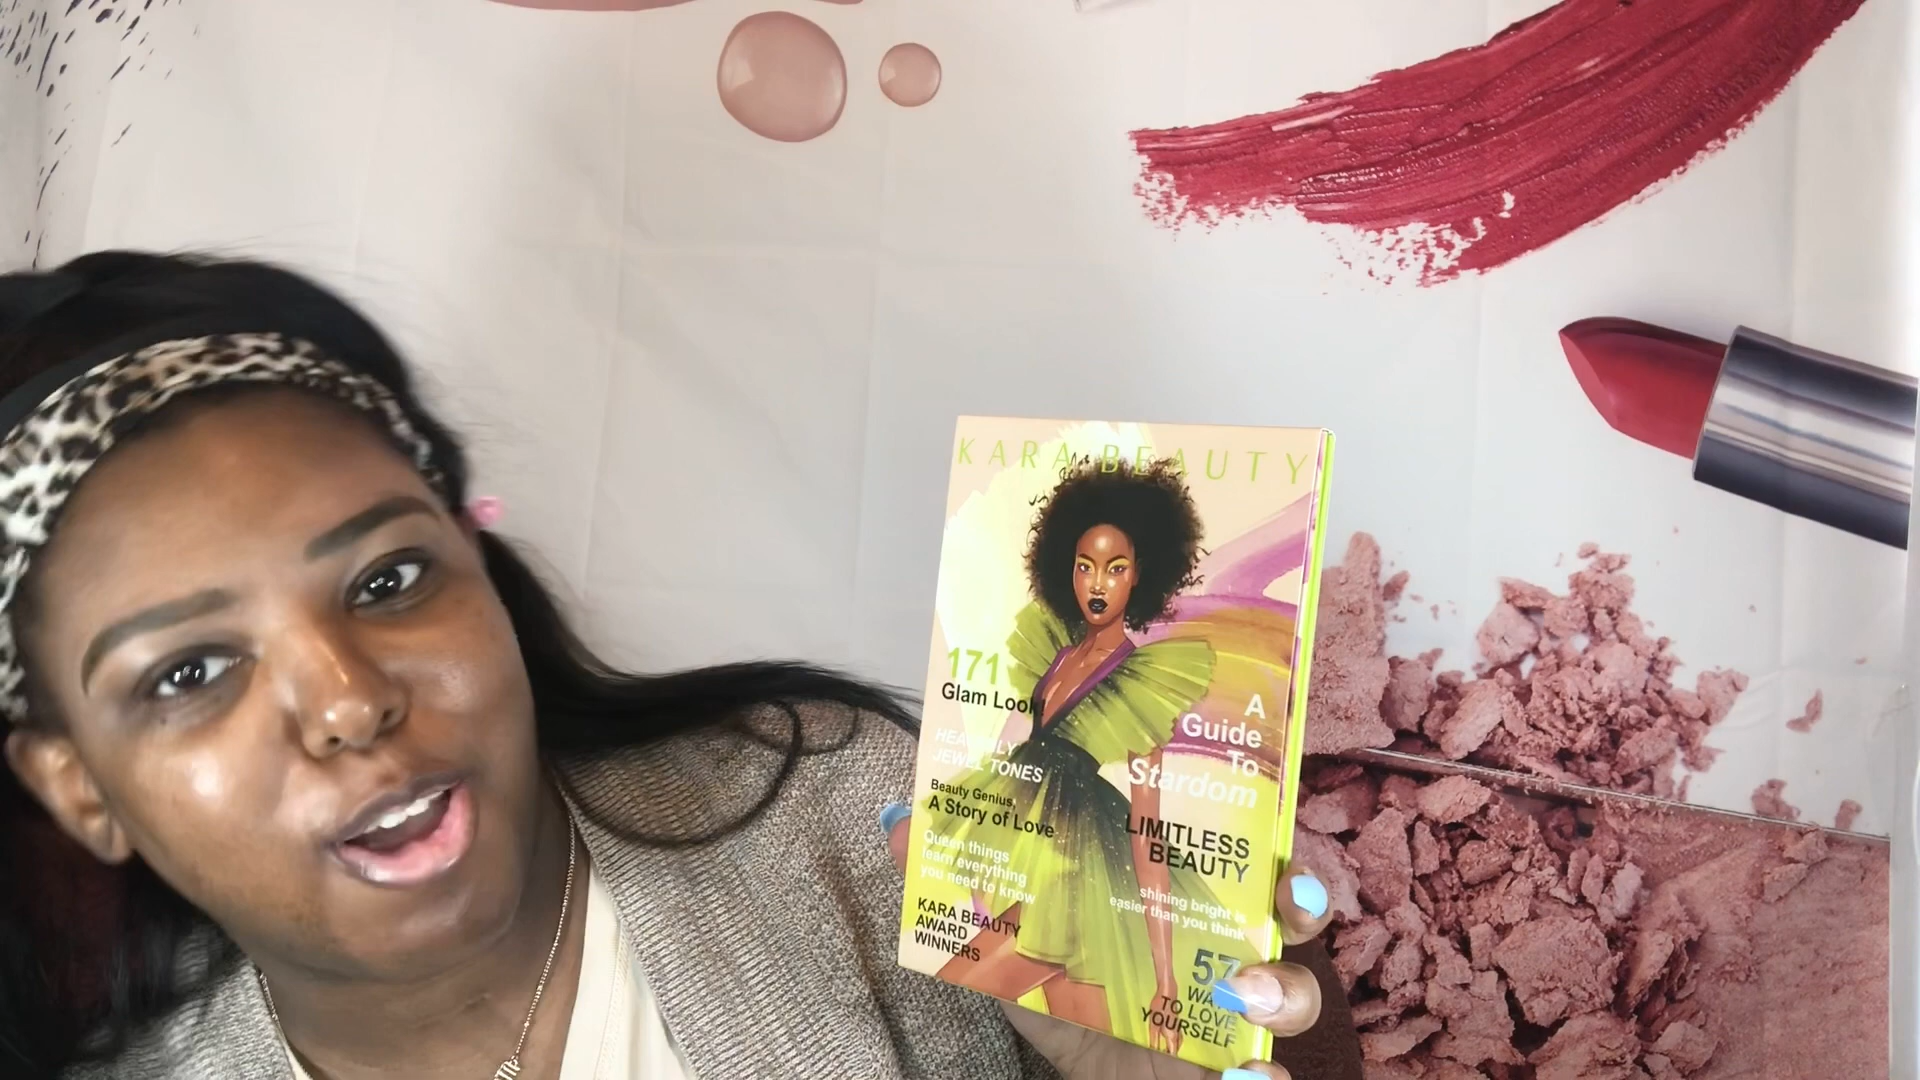 KARA BEAUTY
171
Glam Look!
HEAVENLY
JEWEL TONES
Beauty Genius,
A Story of Love
Queen things
learn everything
you need to know
KARA BEAUTY
AWARD
WINNERS
A
Guide
To
Stardom
LIMITLESS
BEAUTY
shining bright is
easier than you think
57
WAYS
TO LOVE
YOURSELF